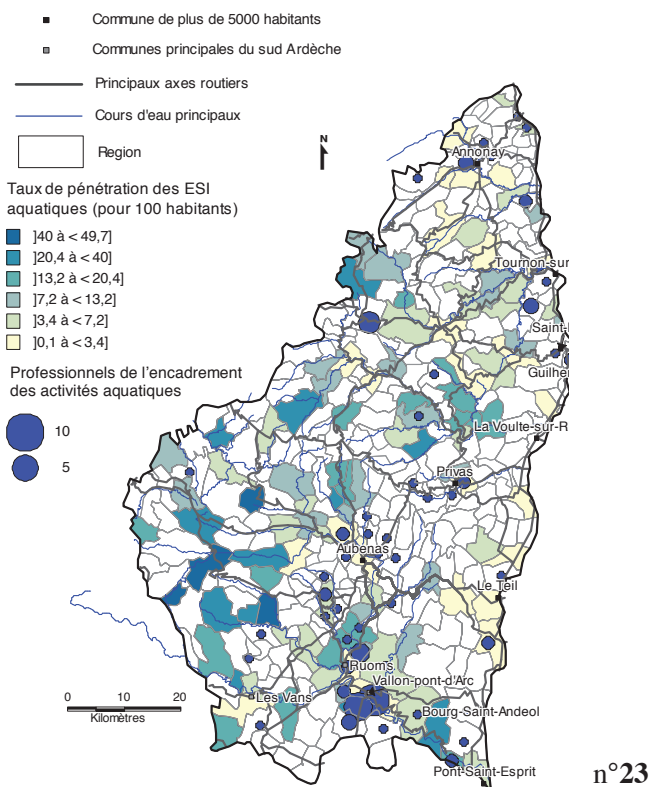 Commune de plus de 5000 habitants
Communes principales du sud Ardèche
Principaux axes routiers
Cours d'eau principaux
Region
N
Taux de pénétration des ESI
aquatiques (pour 100 habitants)
]40 à < 49,7]
]20,4 à < 40]
]13,2 à < 20,4]
]7,2 à < 13,2]
]3,4 à < 7,2]
]0,1 à < 3,4]
Professionnels de l'encadrement
des activités aquatiques
10
5
Annonay
Tournon-sur
Saint-
Guilhe
La Voulte-sur-R
Privas
Aubenas
Le Teil
Ruoms
Vallon-pont-d'Arc
Les Vans
Bourg-Saint-Andeol
Pont-Saint-Esprit
0 10 20
Kilomètres
n°23